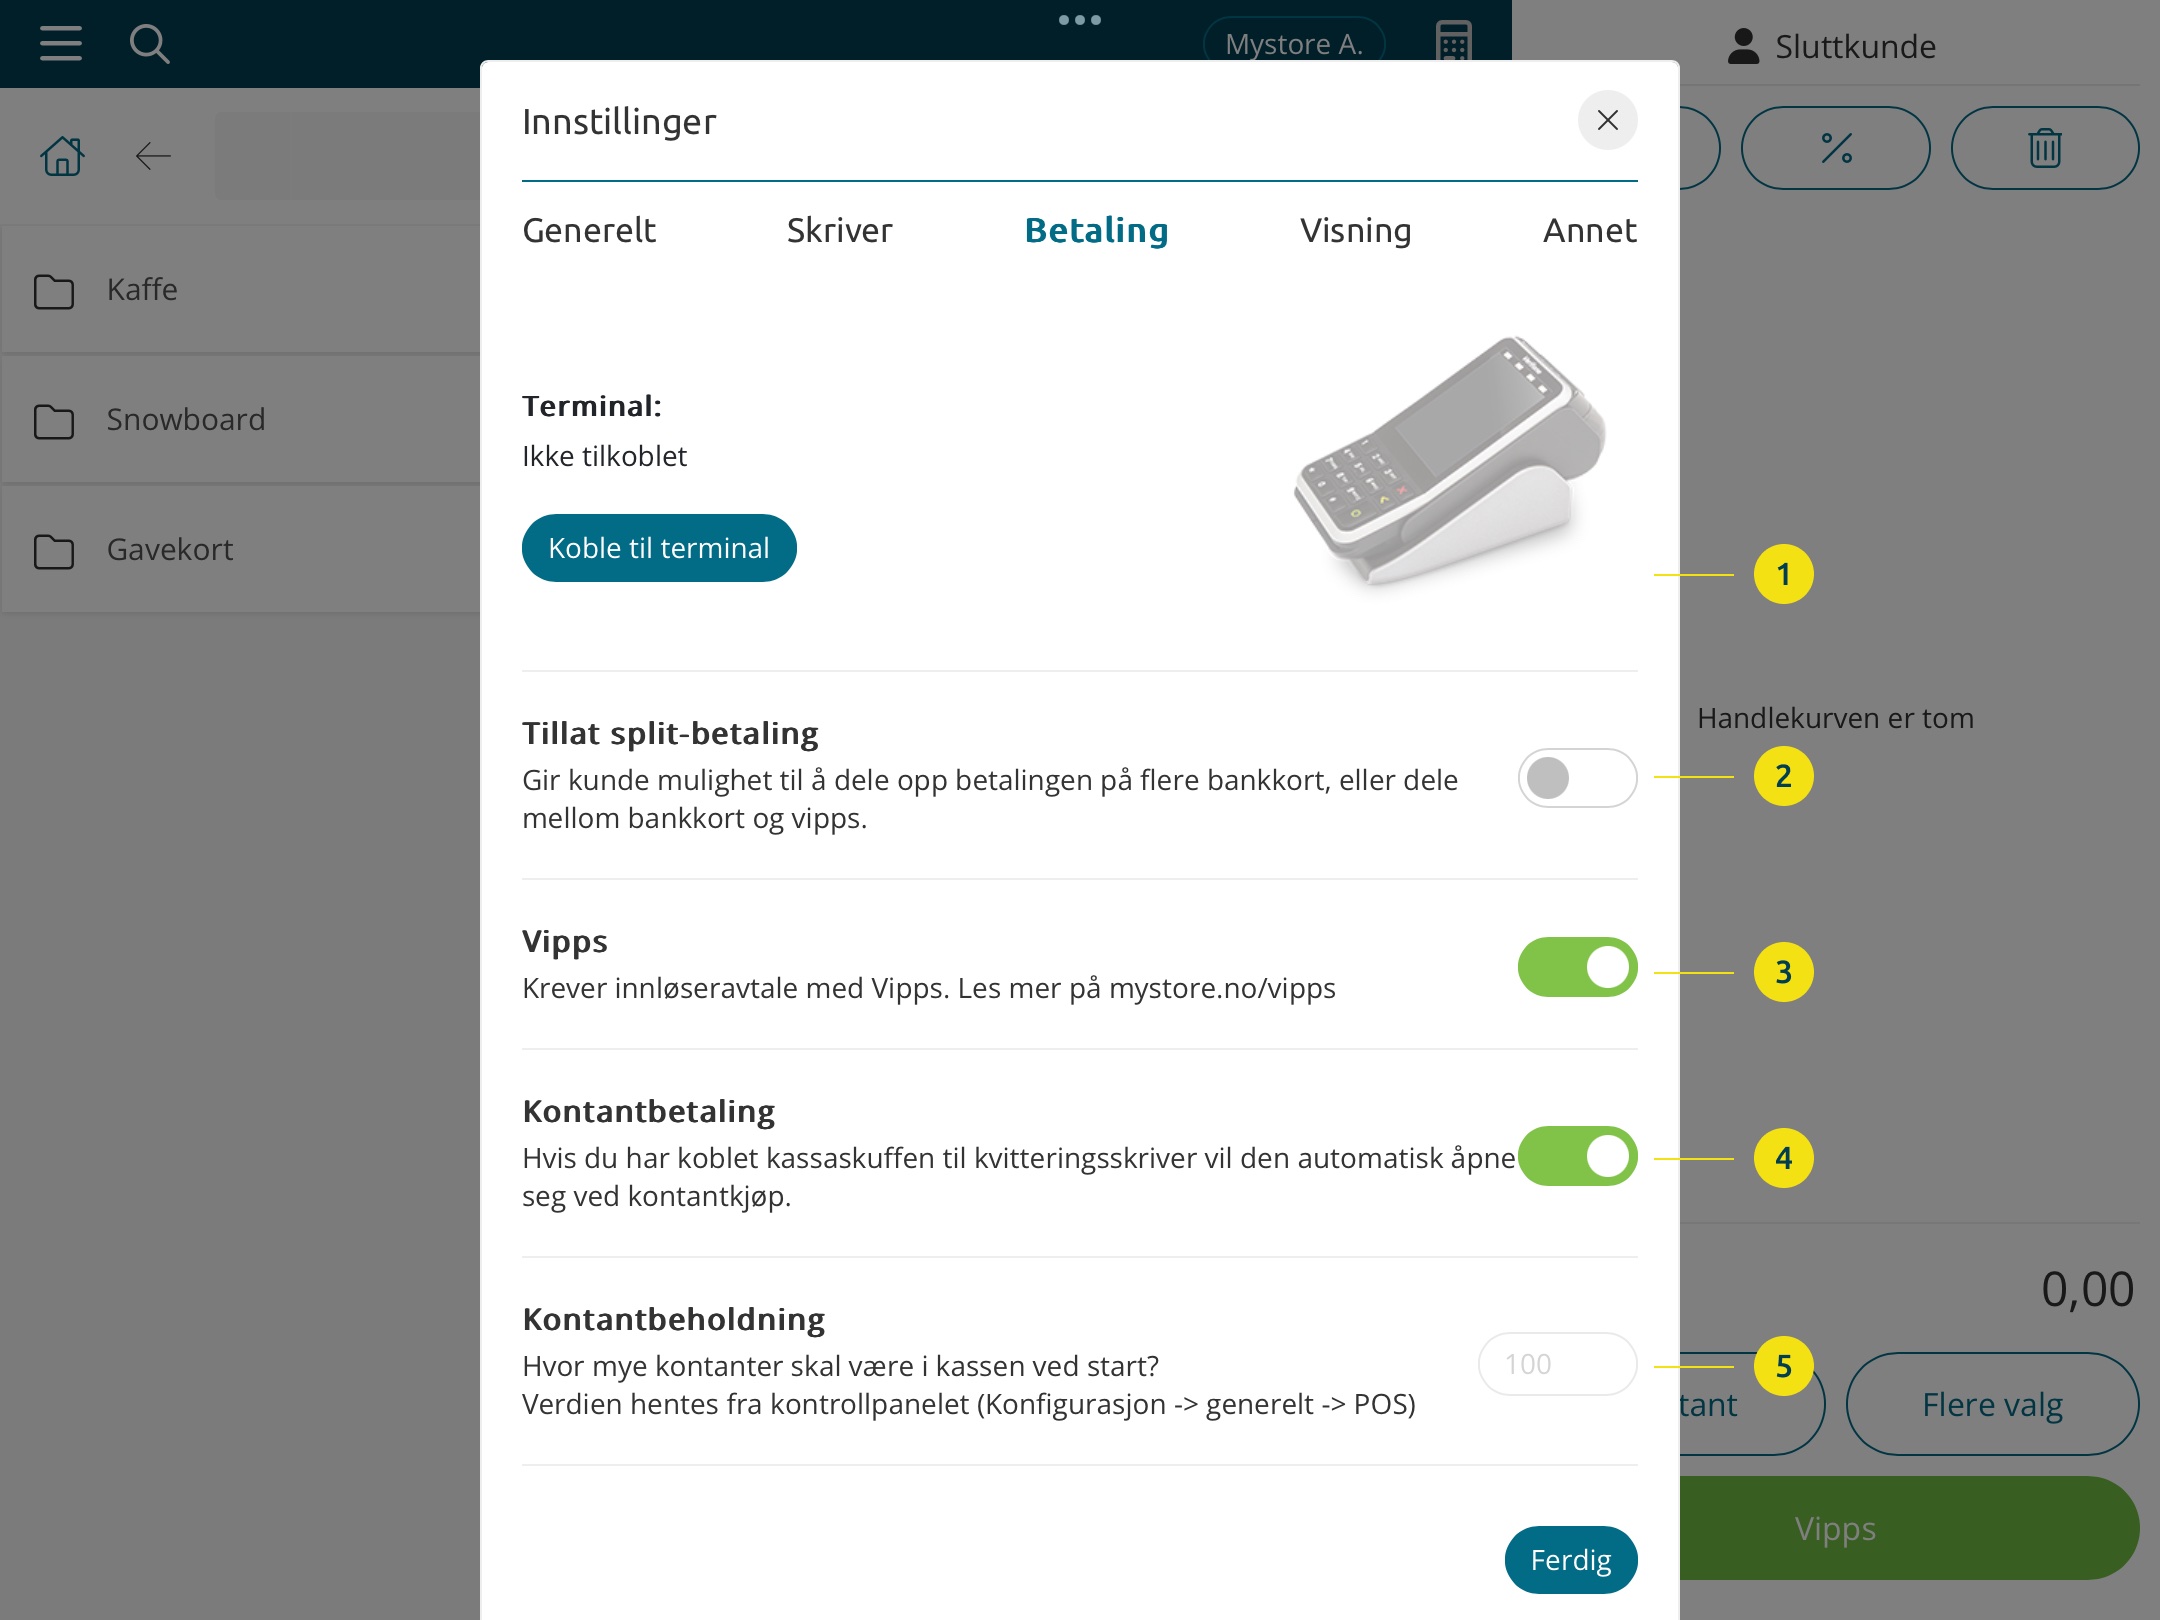 Mystore A.
Sluttkunde
Innstillinger
Generelt
Skriver
Betaling
Visning
Annet
Kaffe
Snowboard
Gavekort
Terminal:
Ikke tilkoblet
Koble til terminal
1
Tillat split-betaling
Gir kunde mulighet til å dele opp betalingen på flere bankkort, eller dele
mellom bankkort og vipps.
Handlekurven er tom
2
Vipps
Krever innløseravtale med Vipps. Les mer på mystore.no/vipps
3
Kontantbetaling
Hvis du har koblet kassaskuffen til kvitteringsskriver vil den automatisk åpne
seg ved kontantkjøp.
4
Kontantbeholdning
Hvor mye kontanter skal være i kassen ved start?
Verdien hentes fra kontrollpanelet (Konfigurasjon -> generelt -> POS)
100
5
0,00
tant
Flere valg
Vipps
Ferdig